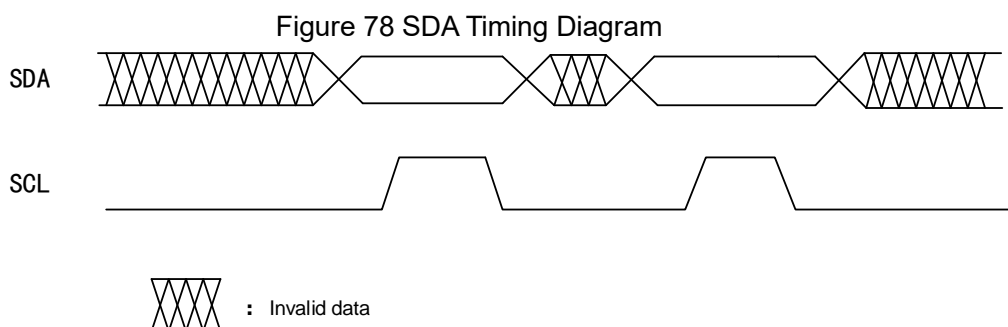 Figure 78 SDA Timing Diagram
SDA
SCL
: Invalid data